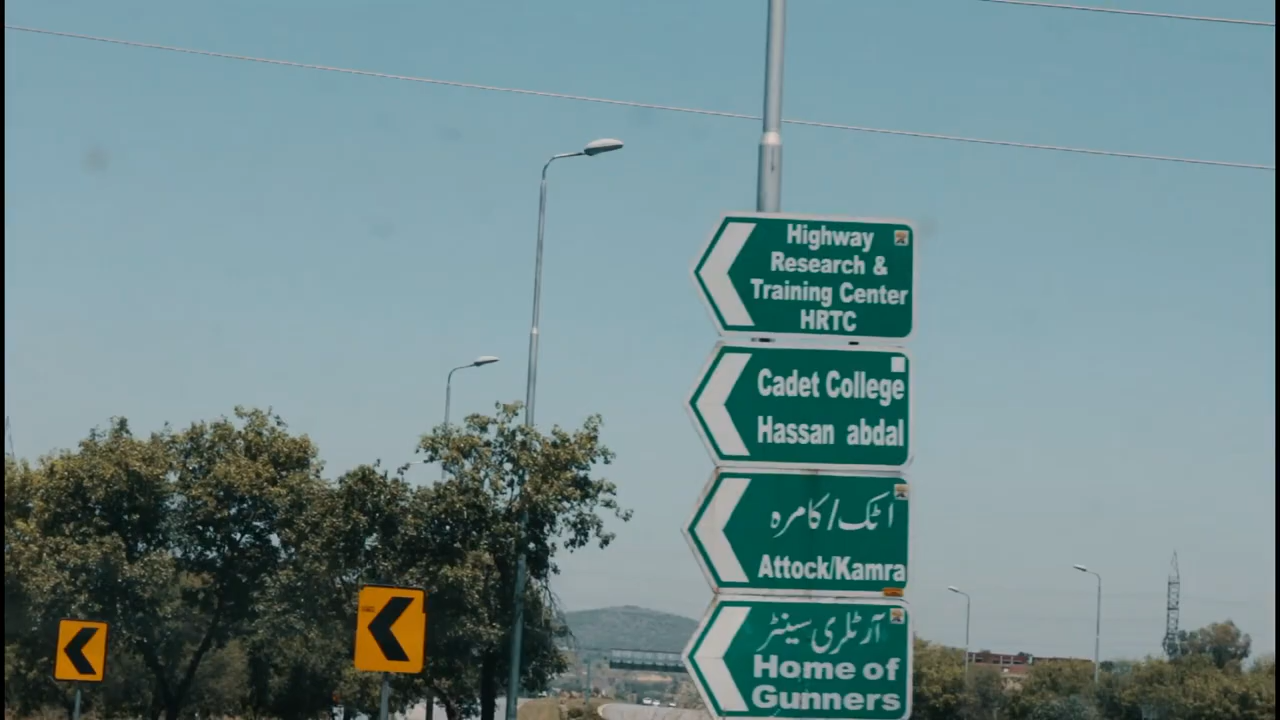 Highway
Research &
Training Center
HRTC
Cadet College
Hassan abdal
اٹک/کامرہ
Attock/Kamra
آرٹلری سینٹر
Home of
Gunners